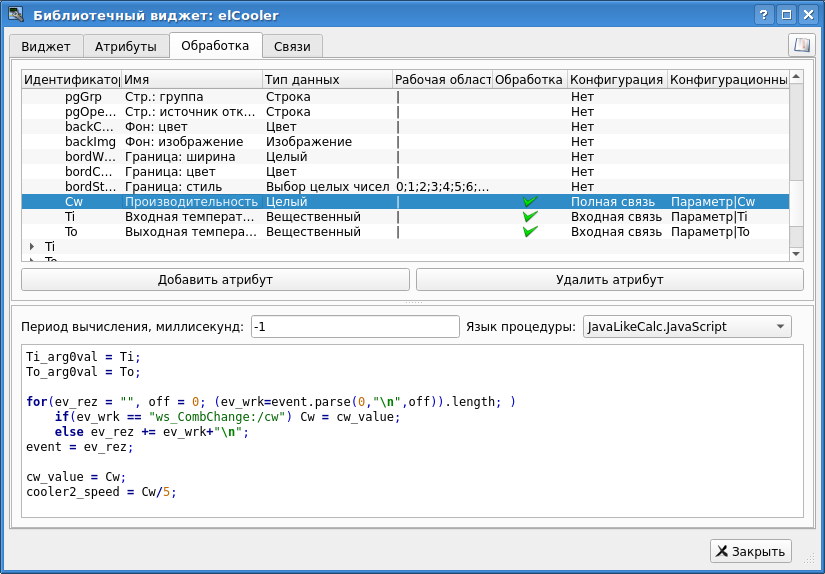 Библиотечный виджет: elCooler
Виджет Атрибуты Обработка Связи
Идентификатор Имя Тип данных Рабочая област Обработка Конфигурация Конфигурационны
pgGrp Стр.: группа Строка | Нет
pgOpe... Стр.: источник отк... Строка | Нет
backC... Фон: цвет Цвет | Нет
backImg Фон: изображение Изображение | Нет
bordW... Граница: ширина Целый | Нет
bordC... Граница: цвет Цвет | Нет
bordSt... Граница: стиль Выбор целых чисел 0;1;2;3;4;5;6;... Нет
Cw Производительность Целый | Полная связь Параметр|Cw
Ti Входная температ... Вещественный | Входная связь Параметр|Ti
To Выходная темпера... Вещественный | Входная связь Параметр|To
Ti
To
Добавить атрибут Удалить атрибут
Период вычисления, миллисекунд: -1 Язык процедуры: JavaLikeCalc.JavaScript
Ti_arg0val = Ti;
To_arg0val = To;
for(ev_rez = "", off = 0; (ev_wrk=event.parse(0,"\n",off)).length; )
if(ev_wrk == "ws_CombChange:/cw") Cw = cw_value;
else ev_rez += ev_wrk+"\n";
event = ev_rez;
cw_value = Cw;
cooler2_speed = Cw/5;
Закрыть